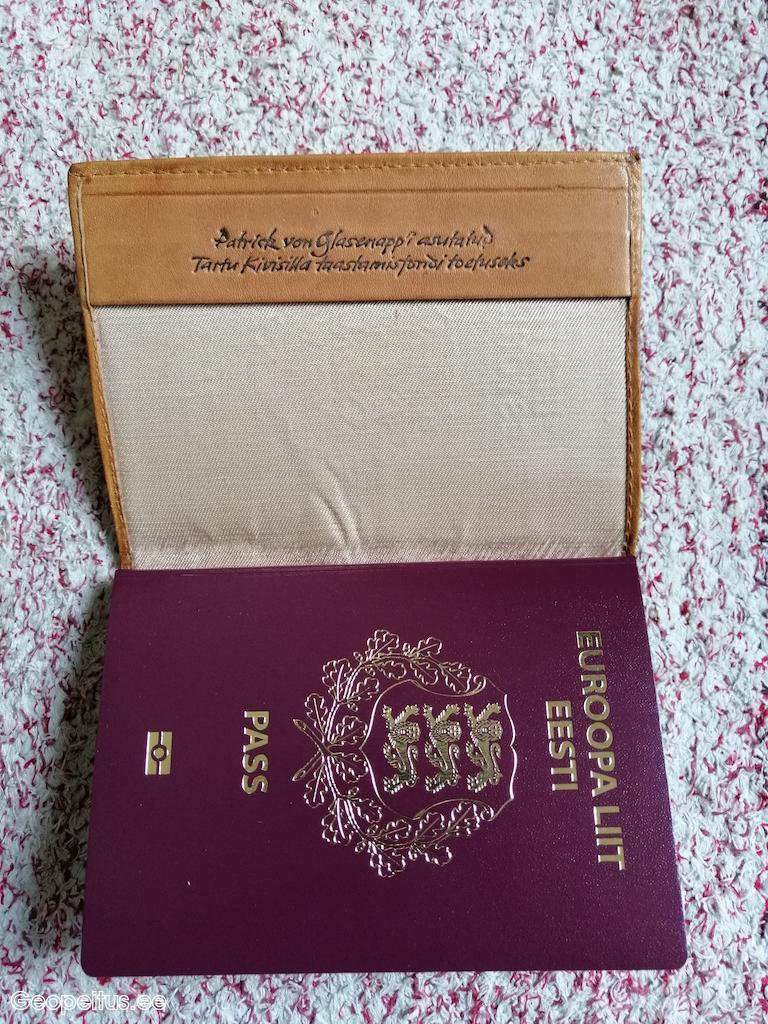 Patrick von Glasenapp'i asutatud
Tartu Kivisilla taastamisfondi toetuseks
EUROOPA LIIT
EESTI
PASS
Geopeitus.ee